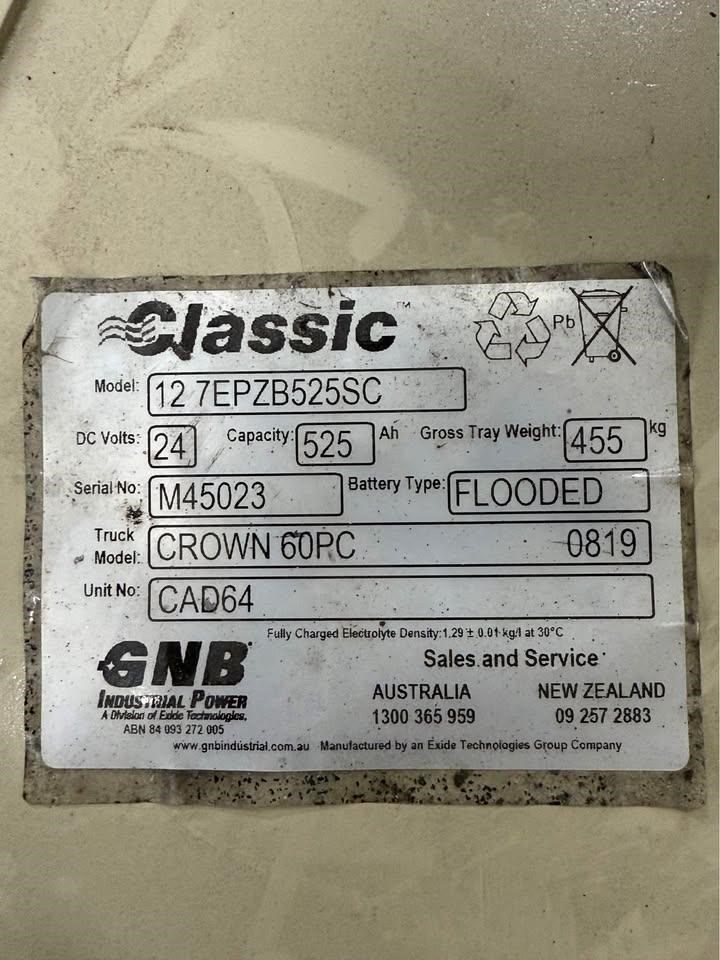 Classic™
Pb
Model: 12 7EPZB525SC
DC Volts: 24 Capacity: 525 Ah Gross Tray Weight: 455 kg
Serial No: M45023 Battery Type: FLOODED
Truck Model: CROWN 60PC 0819
Unit No: CAD64
Fully Charged Electrolyte Density:1.29 ± 0.01 kg/l at 30°C
GNB
INDUSTRIAL POWER
A Division of Exide Technologies,
ABN 84 093 272 005
Sales and Service
AUSTRALIA NEW ZEALAND
1300 365 959 09 257 2883
www.gnbindustrial.com.au Manufactured by an Exide Technologies Group Company